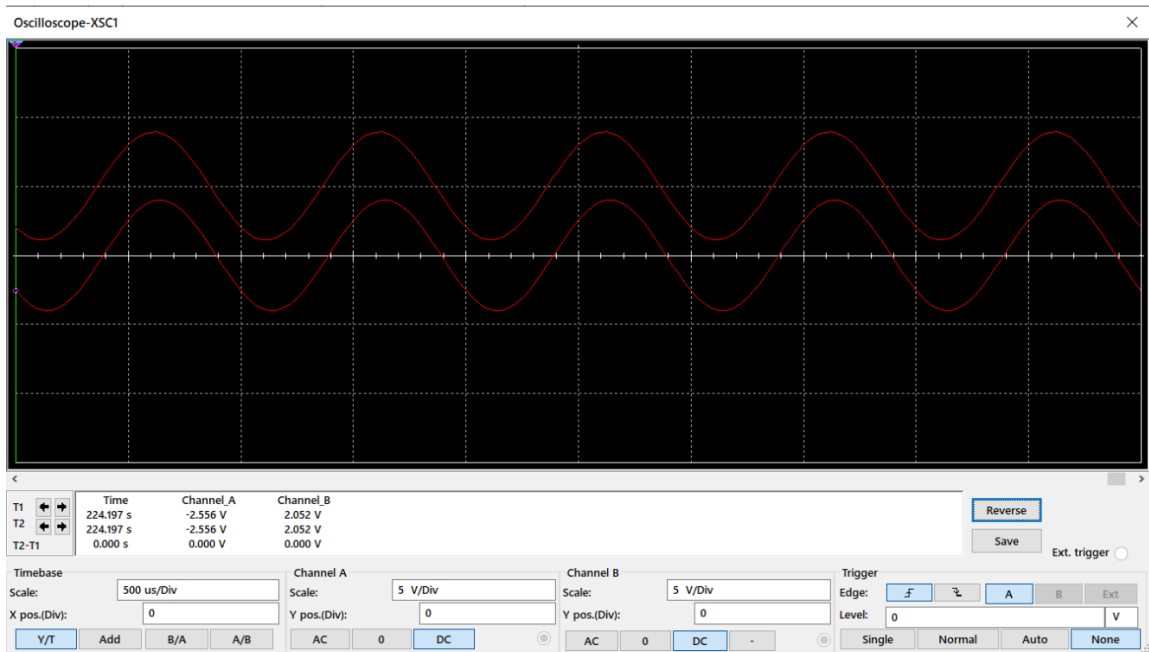 Oscilloscope-XSC1
Time Channel_A Channel_B
T1 224.197 s -2.556 V 2.052 V
T2 224.197 s -2.556 V 2.052 V
T2-T1 0.000 s 0.000 V 0.000 V
Reverse
Save
Ext. trigger
Timebase
Scale: 500 us/Div
X pos.(Div): 0
Y/T Add B/A A/B
Channel A
Scale: 5 V/Div
Y pos.(Div): 0
AC 0 DC
Channel B
Scale: 5 V/Div
Y pos.(Div): 0
AC 0 DC -
Trigger
Edge: A B Ext
Level: 0 V
Single Normal Auto None